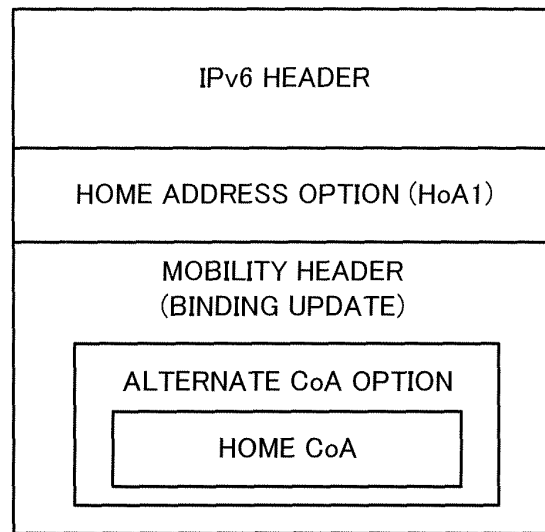 IPv6 HEADER
HOME ADDRESS OPTION (HoA1)
MOBILITY HEADER
(BINDING UPDATE)
ALTERNATE CoA OPTION
HOME CoA